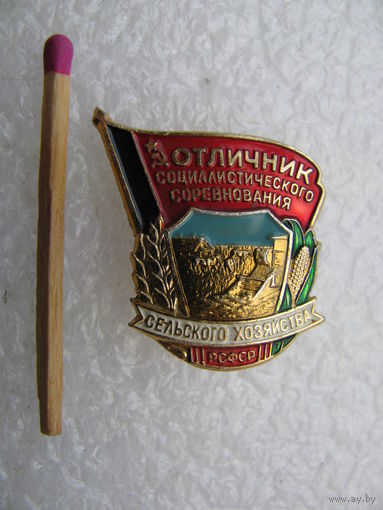 ОТЛИЧНИК
СОЦИАЛИСТИЧЕСКОГО
СОРЕВНОВАНИЯ
СЕЛЬСКОГО ХОЗЯЙСТВА
РСФСР
www.ay.by